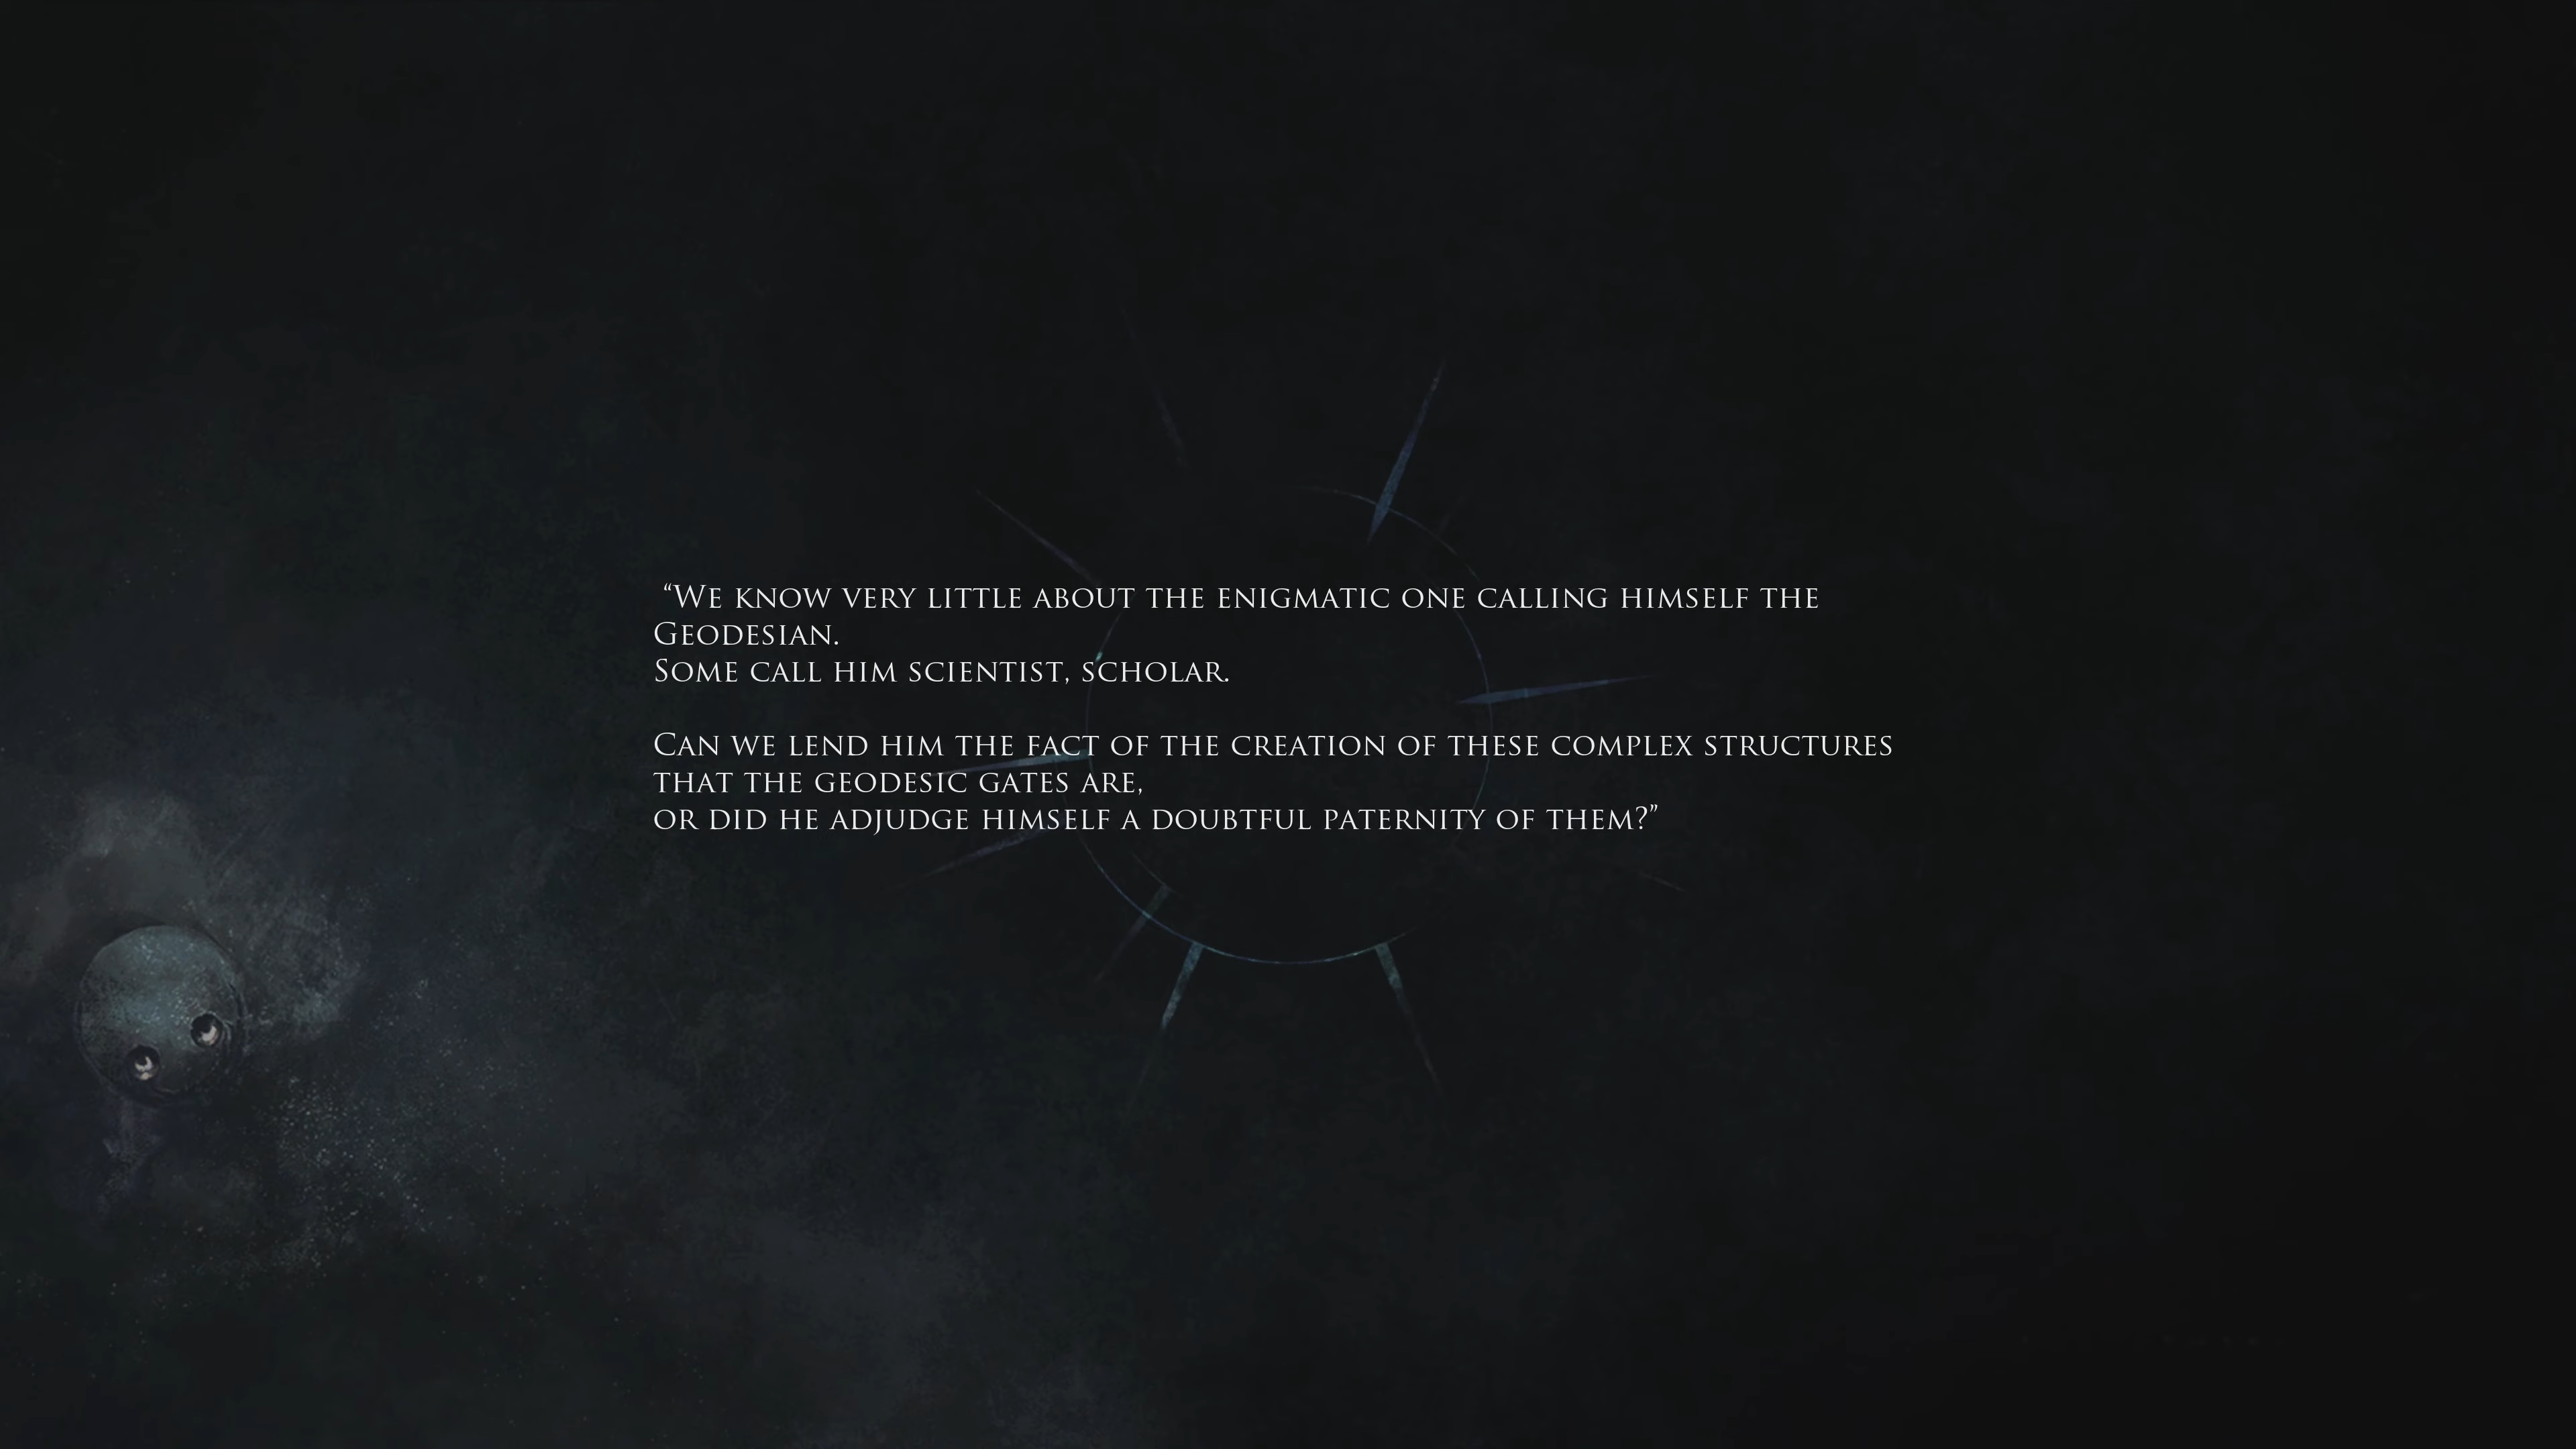 “We know very little about the enigmatic one calling himself the
Geodesian.
Some call him scientist, scholar.
Can we lend him the fact of the creation of these complex structures
that the geodesic gates are,
or did he adjudge himself a doubtful paternity of them?”